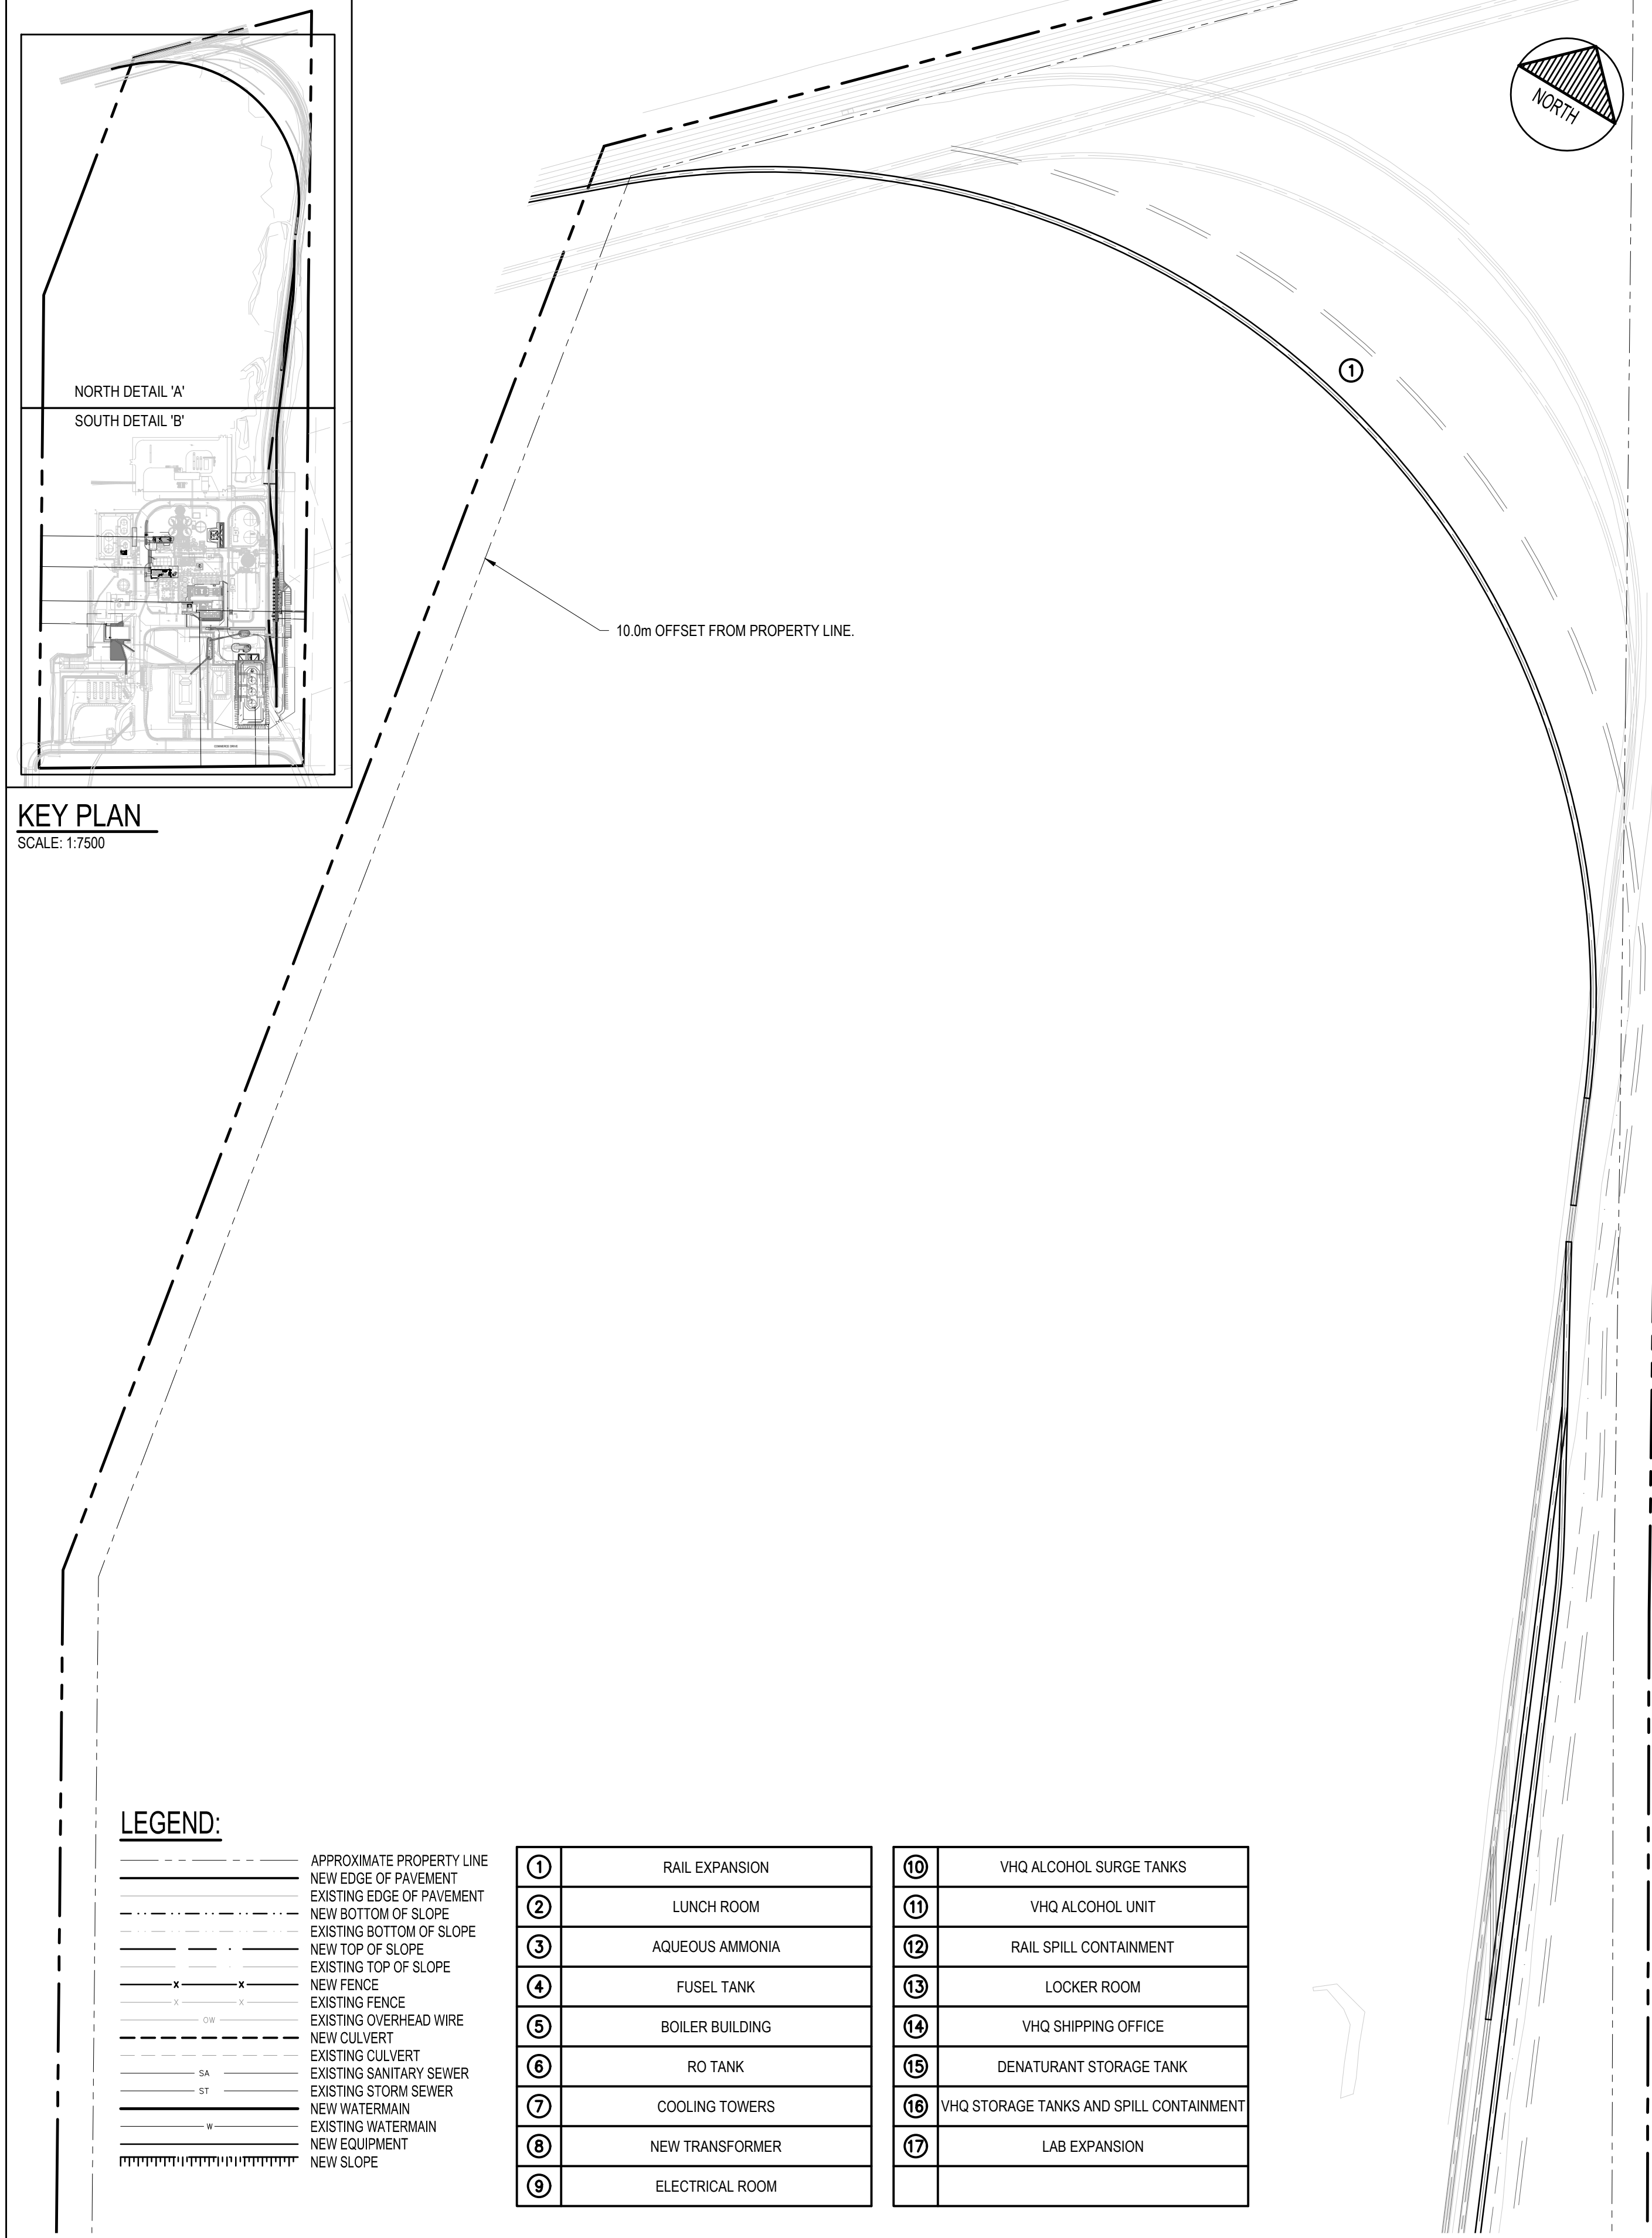 NORTH
NORTH DETAIL 'A'
SOUTH DETAIL 'B'
COMMERCE DRIVE
KEY PLAN
SCALE: 1:7500
1
10.0m OFFSET FROM PROPERTY LINE.
LEGEND:
APPROXIMATE PROPERTY LINE
NEW EDGE OF PAVEMENT
EXISTING EDGE OF PAVEMENT
NEW BOTTOM OF SLOPE
EXISTING BOTTOM OF SLOPE
NEW TOP OF SLOPE
EXISTING TOP OF SLOPE
X X NEW FENCE
X X EXISTING FENCE
OW EXISTING OVERHEAD WIRE
NEW CULVERT
EXISTING CULVERT
SA EXISTING SANITARY SEWER
ST EXISTING STORM SEWER
NEW WATERMAIN
W EXISTING WATERMAIN
NEW EQUIPMENT
NEW SLOPE
1 RAIL EXPANSION
2 LUNCH ROOM
3 AQUEOUS AMMONIA
4 FUSEL TANK
5 BOILER BUILDING
6 RO TANK
7 COOLING TOWERS
8 NEW TRANSFORMER
9 ELECTRICAL ROOM
10 VHQ ALCOHOL SURGE TANKS
11 VHQ ALCOHOL UNIT
12 RAIL SPILL CONTAINMENT
13 LOCKER ROOM
14 VHQ SHIPPING OFFICE
15 DENATURANT STORAGE TANK
16 VHQ STORAGE TANKS AND SPILL CONTAINMENT
17 LAB EXPANSION